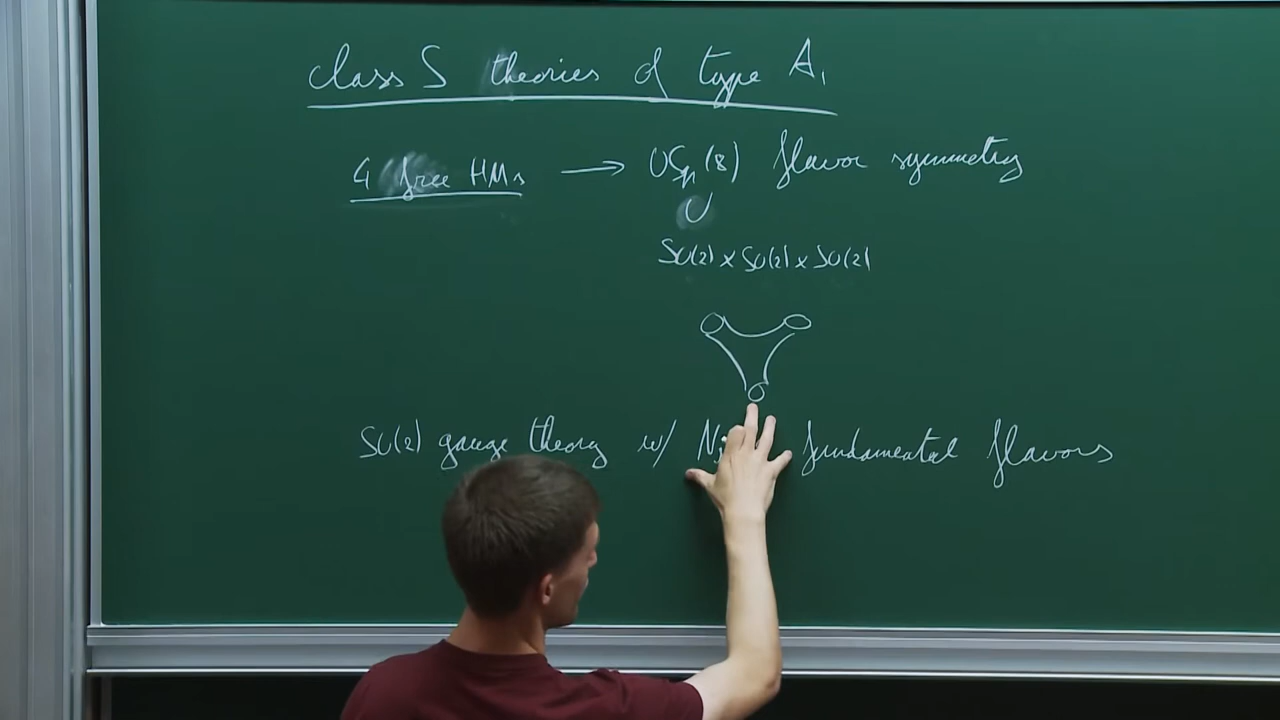 class S theories of type A₁
4 free HMs → USp(8) flavor symmetry
∪
SU(2) x SU(2) x SU(2)
SU(2) gauge theory w/ fundamental flavors